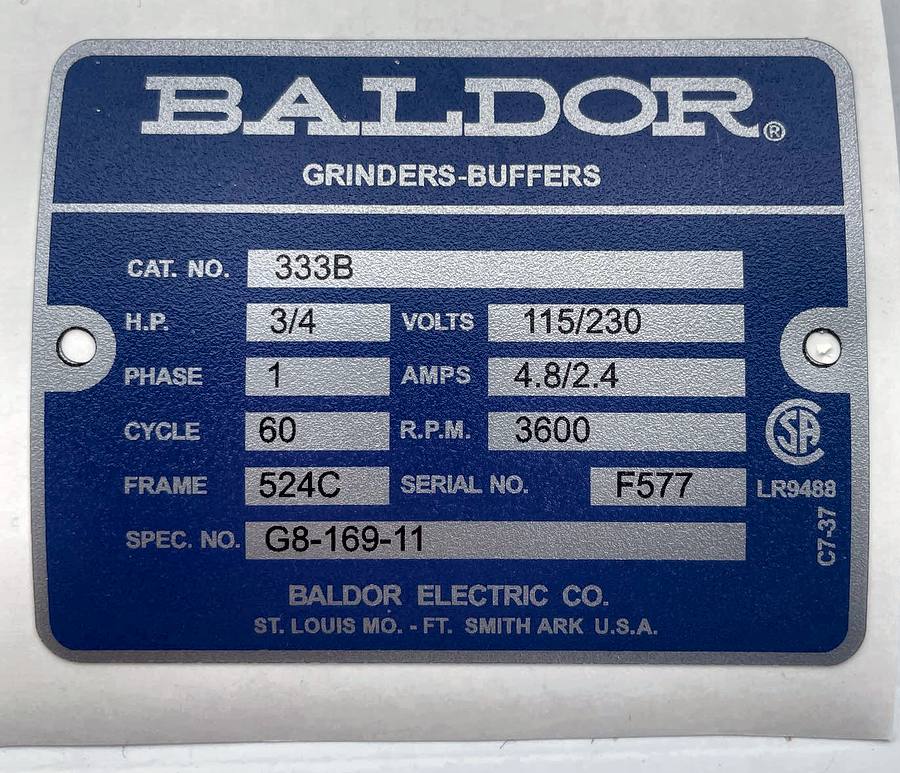 BALDOR®
GRINDERS-BUFFERS
CAT. NO. 333B
H.P. 3/4 VOLTS 115/230
PHASE 1 AMPS 4.8/2.4
CYCLE 60 R.P.M. 3600
FRAME 524C SERIAL NO. F577
SPEC. NO. G8-169-11
SA
LR9488
C7-37
BALDOR ELECTRIC CO.
ST. LOUIS MO. - FT. SMITH ARK U.S.A.